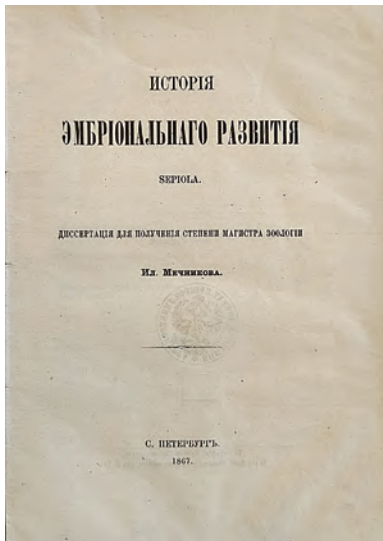 ИСТОРІЯ
ЭМБРІОНАЛЬНАГО РАЗВИТІЯ
SEPIOLA.
ДИССЕРТАЦІЯ ДЛЯ ПОЛУЧЕНІЯ СТЕПЕНИ МАГИСТРА ЗООЛОГІИ
Ил. Мечникова.
С. ПЕТЕРБУРГЪ.
1867.